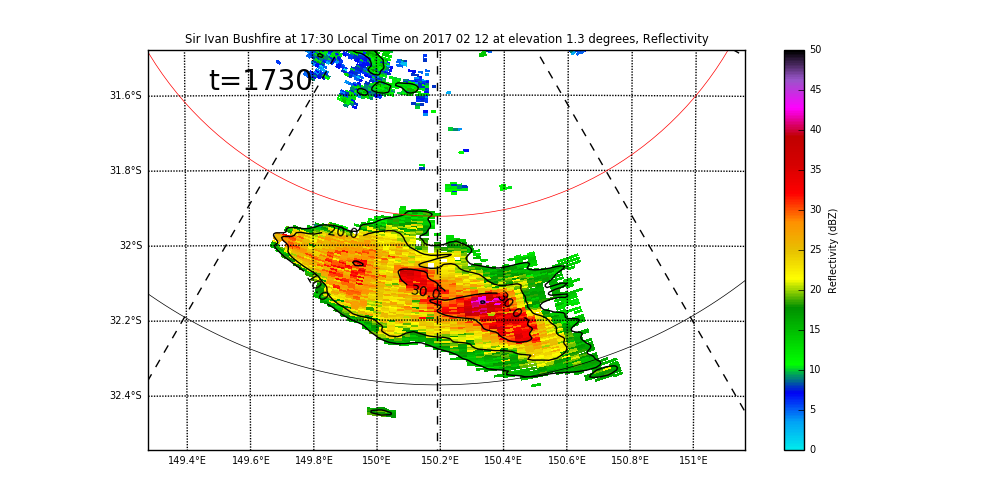 Sir Ivan Bushfire at 17:30 Local Time on 2017 02 12 at elevation 1.3 degrees, Reflectivity
t=1730
31.6°S
31.8°S
32°S
32.2°S
32.4°S
149.4°E 149.6°E 149.8°E 150°E 150.2°E 150.4°E 150.6°E 150.8°E 151°E
20.0
30.0
50
45
40
35
30
25
20
15
10
5
0
Reflectivity (dBZ)